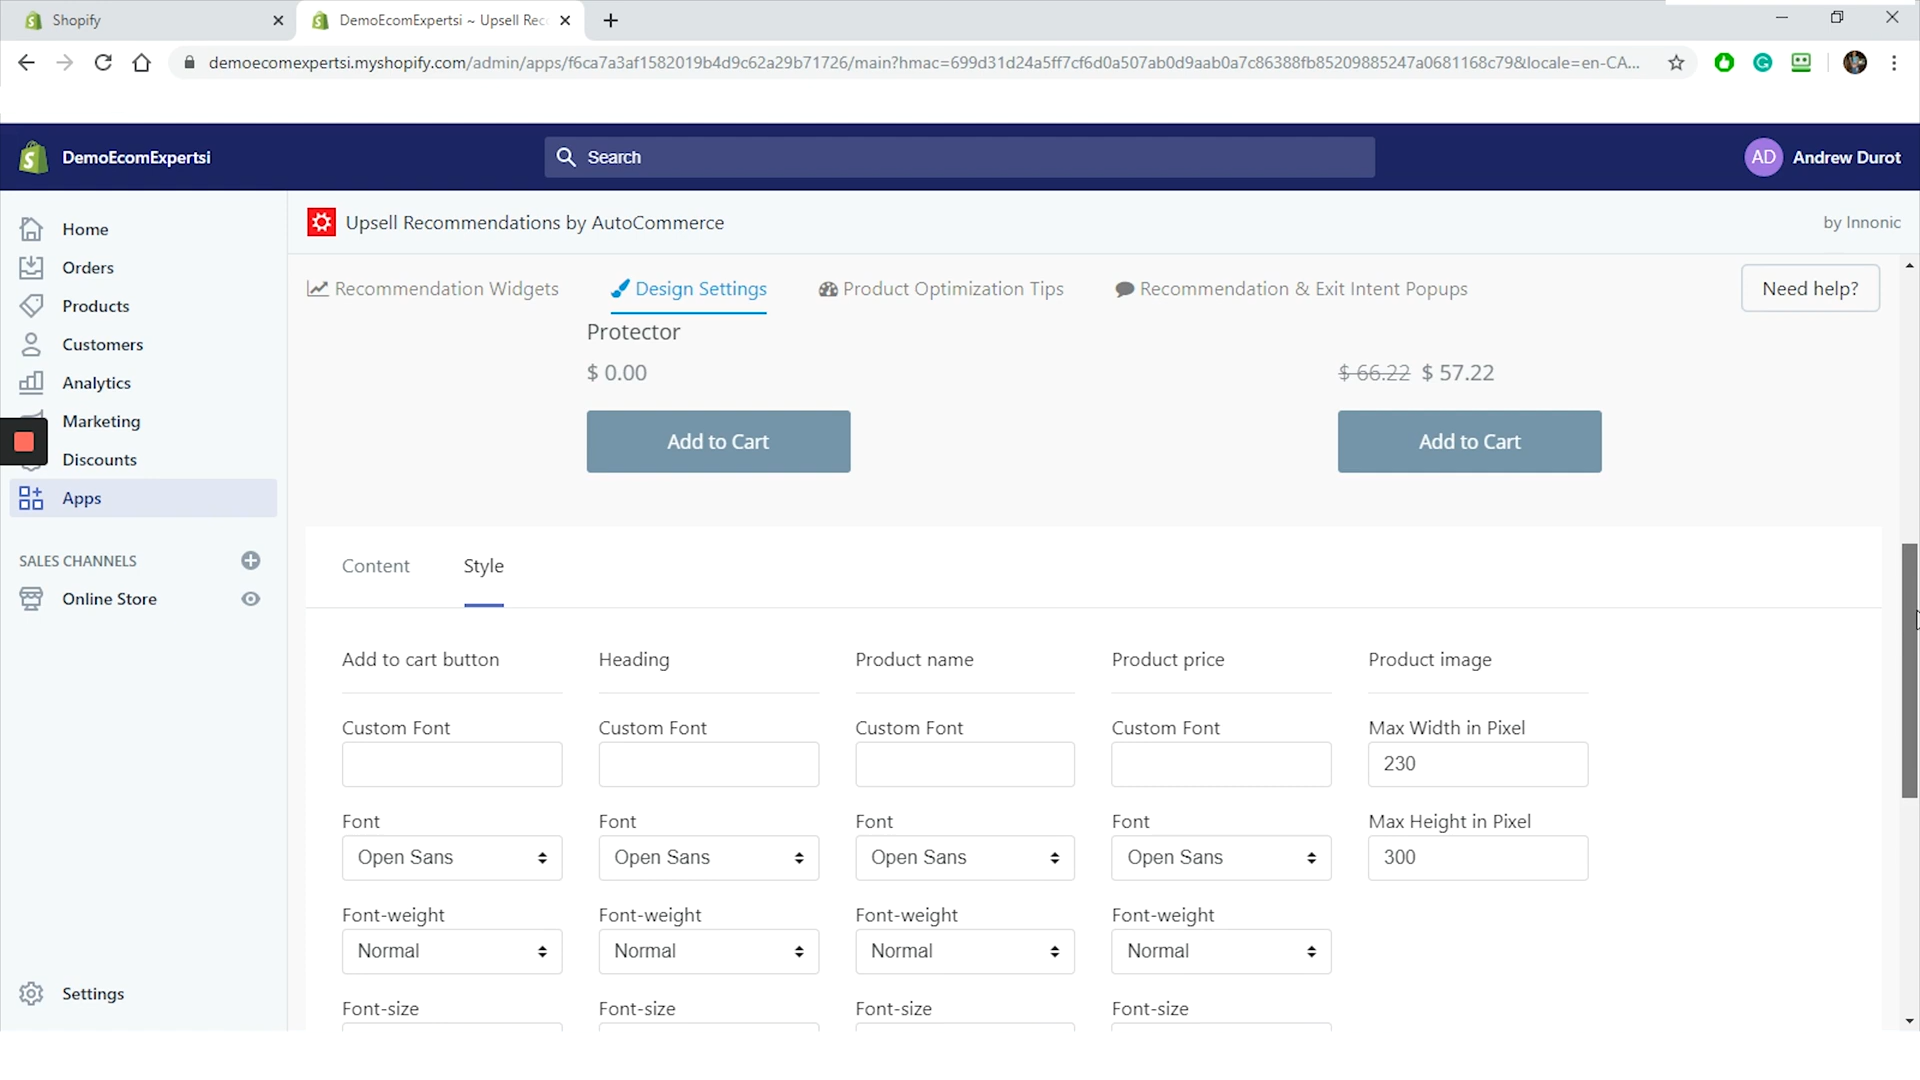 Shopify
DemoEcomExpertsi ~ Upsell Rec
demoecomexpertsi.myshopify.com/admin/apps/f6ca7a3af1582019b4d9c62a29b71726/main?hmac=699d31d24a5ff7cf6d0a507ab0d9aab0a7c86388fb85209885247a0681168c79&locale=en-CA...
DemoEcomExpertsi
Search
AD Andrew Durot
Home
Orders
Products
Customers
Analytics
Marketing
Discounts
Apps
SALES CHANNELS
Online Store
Settings
Upsell Recommendations by AutoCommerce
by Innonic
Recommendation Widgets
Design Settings
Product Optimization Tips
Recommendation & Exit Intent Popups
Need help?
Protector
$ 0.00
$ 66.22 $ 57.22
Add to Cart
Add to Cart
Content
Style
Add to cart button
Heading
Product name
Product price
Product image
Custom Font
Custom Font
Custom Font
Custom Font
Max Width in Pixel
230
Font
Font
Font
Font
Max Height in Pixel
Open Sans
Open Sans
Open Sans
Open Sans
300
Font-weight
Font-weight
Font-weight
Font-weight
Normal
Normal
Normal
Normal
Font-size
Font-size
Font-size
Font-size